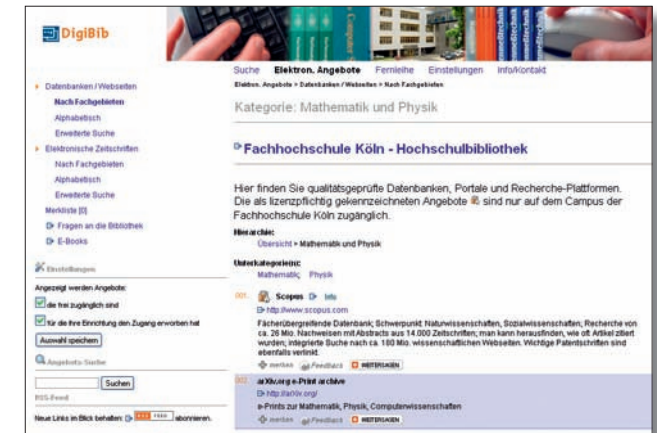 DigiBib
Suche Elektron. Angebote Fernleihe Einstellungen Info/Kontakt
Elektron. Angebote > Datenbanken / Webseiten > Nach Fachgebieten
Datenbanken / Webseiten
Nach Fachgebieten
Alphabetisch
Erweiterte Suche
Elektronische Zeitschriften
Nach Fachgebieten
Alphabetisch
Erweiterte Suche
Merkliste [0]
Fragen an die Bibliothek
E-Books
Einstellungen
Angezeigt werden Angebote:
die frei zugänglich sind
für die Ihre Einrichtung den Zugang erworben hat
Auswahl speichern
Angebots-Suche
Suchen
RSS-Feed
Neue Links im Blick behalten: RSS FEED abonnieren.
Kategorie: Mathematik und Physik
Fachhochschule Köln - Hochschulbibliothek
Hier finden Sie qualitätsgeprüfte Datenbanken, Portale und Recherche-Plattformen.
Die als lizenzpflichtig gekennzeichneten Angebote sind nur auf dem Campus der
Fachhochschule Köln zugänglich.
Hierarchie:
Übersicht > Mathematik und Physik
Unterkategorie(n):
Mathematik; Physik
001. Scopus Info
http://www.scopus.com
Fächerübergreifende Datenbank; Schwerpunkt: Naturwissenschaften, Sozialwissenschaften; Recherche von
ca. 26 Mio. Nachweisen mit Abstracts aus 14.000 Zeitschriften; man kann herausfinden, wie oft Artikel zitiert
wurden; integrierte Suche nach ca. 180 Mio. wissenschaftlichen Webseiten. Wichtige Patentschriften sind
ebenfalls verlinkt.
merken Feedback WEITERSAGEN
002. arXiv.org e-Print archive
http://arxiv.org/
e-Prints zur Mathematik, Physik, Computerwissenschaften
merken Feedback WEITERSAGEN